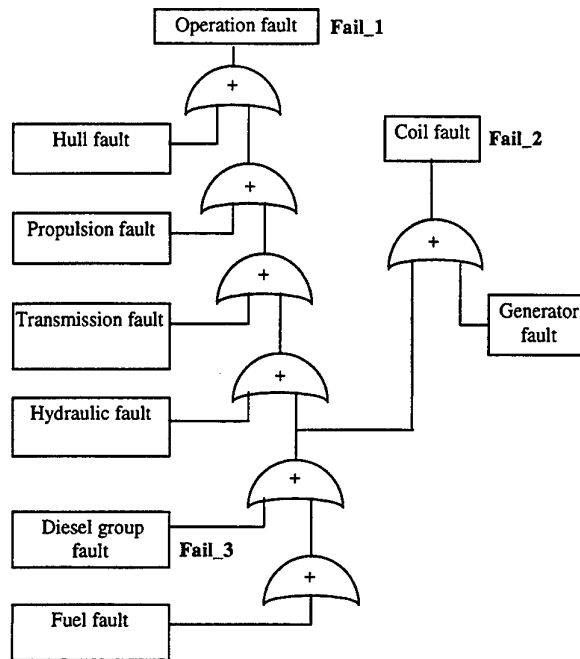 Operation fault
Fail_1
+
Hull fault
Coil fault
Fail_2
+
Propulsion fault
+
+
Transmission fault
Generator
fault
+
Hydraulic fault
+
Diesel group
fault
Fail_3
+
Fuel fault